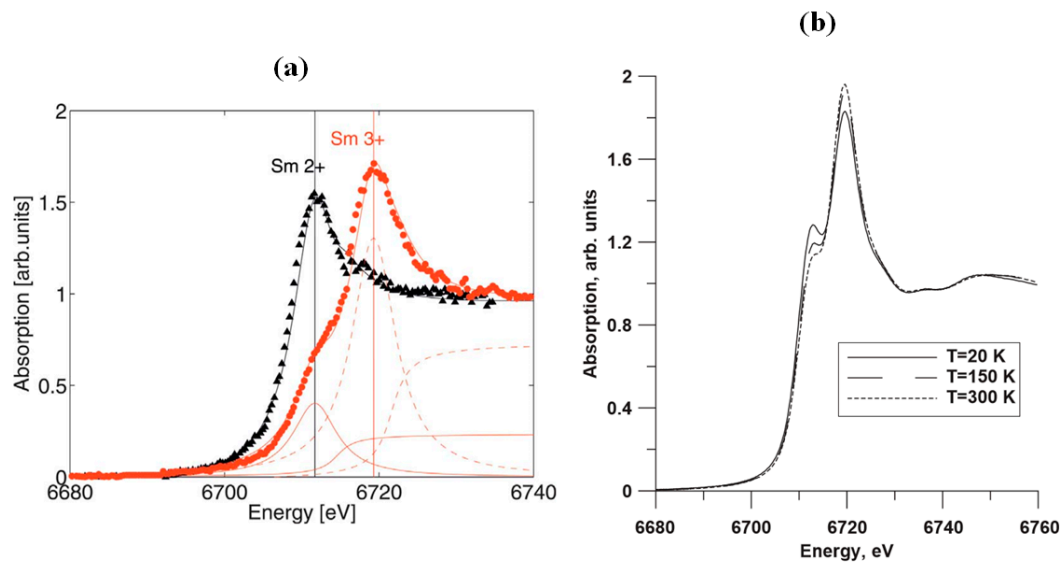 (a)
2
1.5
1
0.5
0
Absorption [arb.units]
Sm 2+
Sm 3+
6680
6700
6720
6740
Energy [eV]
(b)
2
1.6
1.2
0.8
0.4
0
Absorption, arb. units
T=20 K
T=150 K
T=300 K
6680
6700
6720
6740
6760
Energy, eV